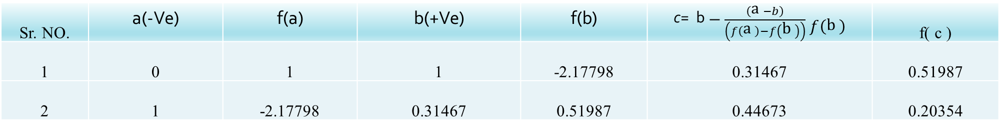 Sr. NO. a(-Ve) f(a) b(+Ve) f(b) c= b − (a −b)/(f(a)−f(b)) f(b) f( c )
1 0 1 1 -2.17798 0.31467 0.51987
2 1 -2.17798 0.31467 0.51987 0.44673 0.20354